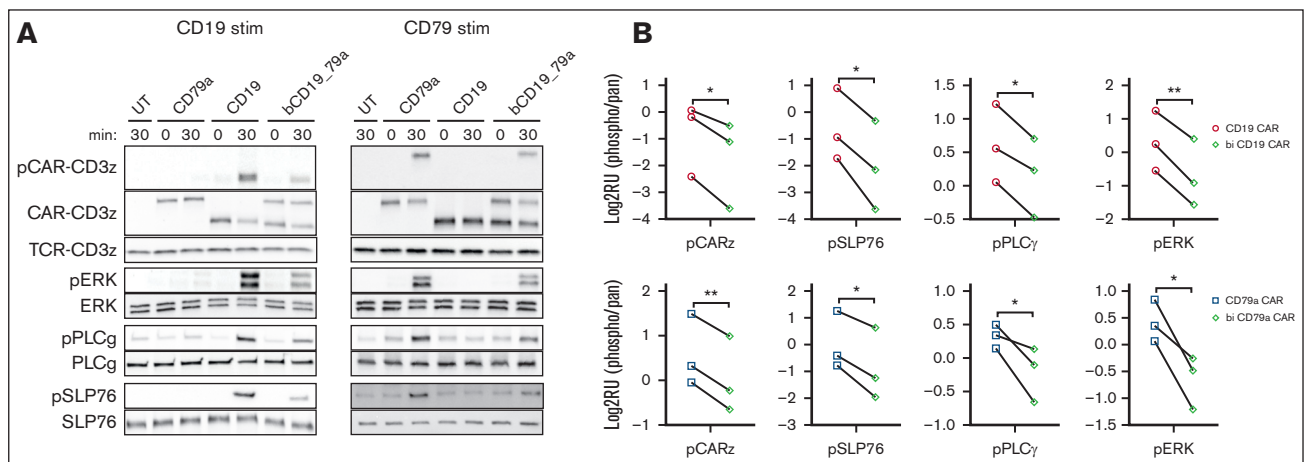 A
CD19 stim
CD79 stim
UT CD79a CD19 bCD19_79a
UT CD79a CD19 bCD19_79a
min: 30 0 30 0 30 0 30
30 0 30 0 30 0 30
pCAR-CD3z
CAR-CD3z
TCR-CD3z
pERK
ERK
pPLCg
PLCg
pSLP76
SLP76
B
Log2RU (phospho/pan)
1
0
−1
−2
−3
−4
*
pCARz
1
0
−1
−2
−3
−4
*
pSLP76
1.5
1.0
0.5
0.0
−0.5
*
pPLCγ
2
1
0
−1
−2
**
pERK
CD19 CAR
bi CD19 CAR
Log2RU (phospho/pan)
2
1
0
−1
**
pCARz
2
1
0
−1
−2
−3
*
pSLP76
1.0
0.5
0.0
−0.5
−1.0
*
pPLCγ
1.0
0.5
0.0
−0.5
−1.0
−1.5
*
pERK
CD79a CAR
bi CD79a CAR